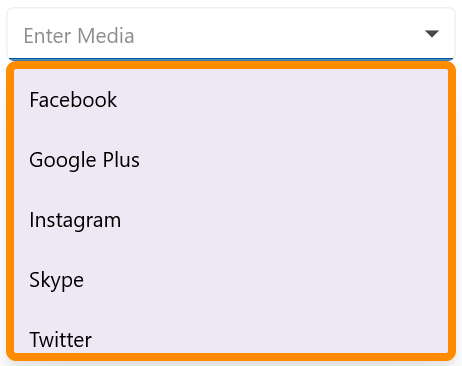 Enter Media
Facebook
Google Plus
Instagram
Skype
Twitter